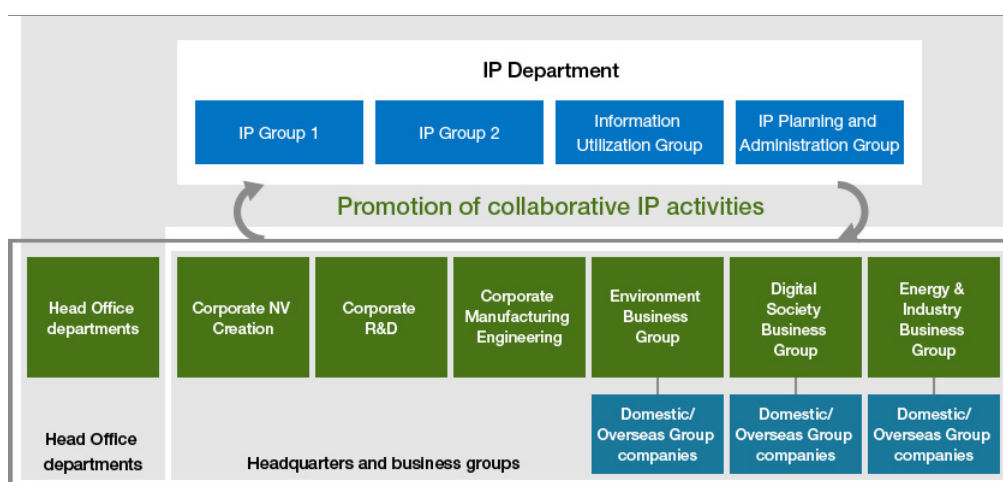 IP Department
IP Group 1
IP Group 2
Information
Utilization Group
IP Planning and
Administration Group
Promotion of collaborative IP activities
Head Office
departments
Corporate NV
Creation
Corporate
R&D
Corporate
Manufacturing
Engineering
Environment
Business
Group
Digital
Society
Business
Group
Energy &
Industry
Business
Group
Domestic/
Overseas Group
companies
Domestic/
Overseas Group
companies
Domestic/
Overseas Group
companies
Head Office
departments
Headquarters and business groups